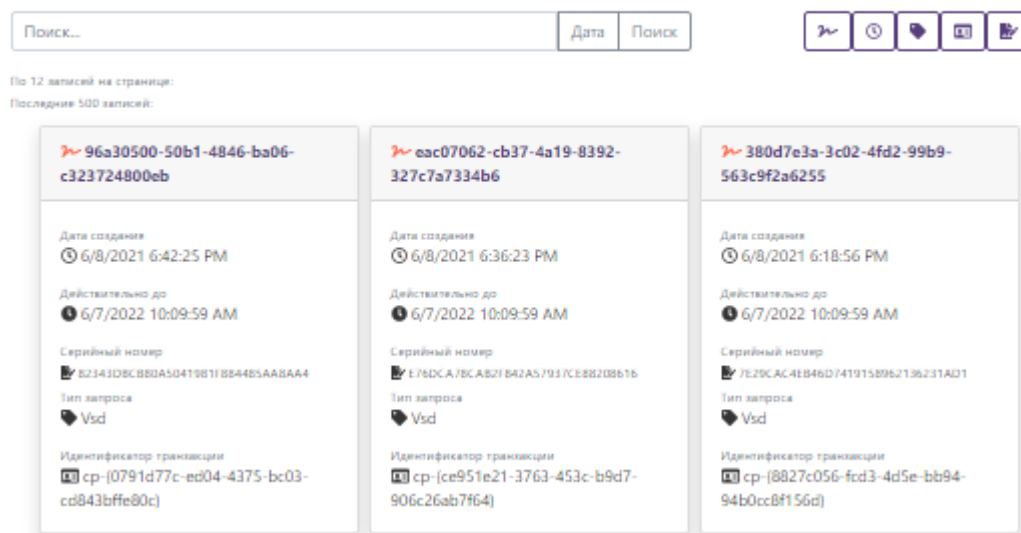 Поиск...
Дата
Поиск
По 12 записей на странице:
Последние 500 записей:
96a30500-50b1-4846-ba06-
c323724800eb
Дата создания
6/8/2021 6:42:25 PM
Действительно до
6/7/2022 10:09:59 AM
Серийный номер
Тип запроса
Vsd
Идентификатор транзакции
cp-{0791d77c-ed04-4375-bc03-
cd843bffe80c}
eac07062-cb37-4a19-8392-
327c7a7334b6
Дата создания
6/8/2021 6:36:23 PM
Действительно до
6/7/2022 10:09:59 AM
Серийный номер
Тип запроса
Vsd
Идентификатор транзакции
cp-{ce951e21-3763-453c-b9d7-
906c26ab7f64}
380d7e3a-3c02-4fd2-99b9-
563c9f2a6255
Дата создания
6/8/2021 6:18:56 PM
Действительно до
6/7/2022 10:09:59 AM
Серийный номер
Тип запроса
Vsd
Идентификатор транзакции
cp-{8827c056-fcd3-4d5e-bb94-
94b0cc8f156d}